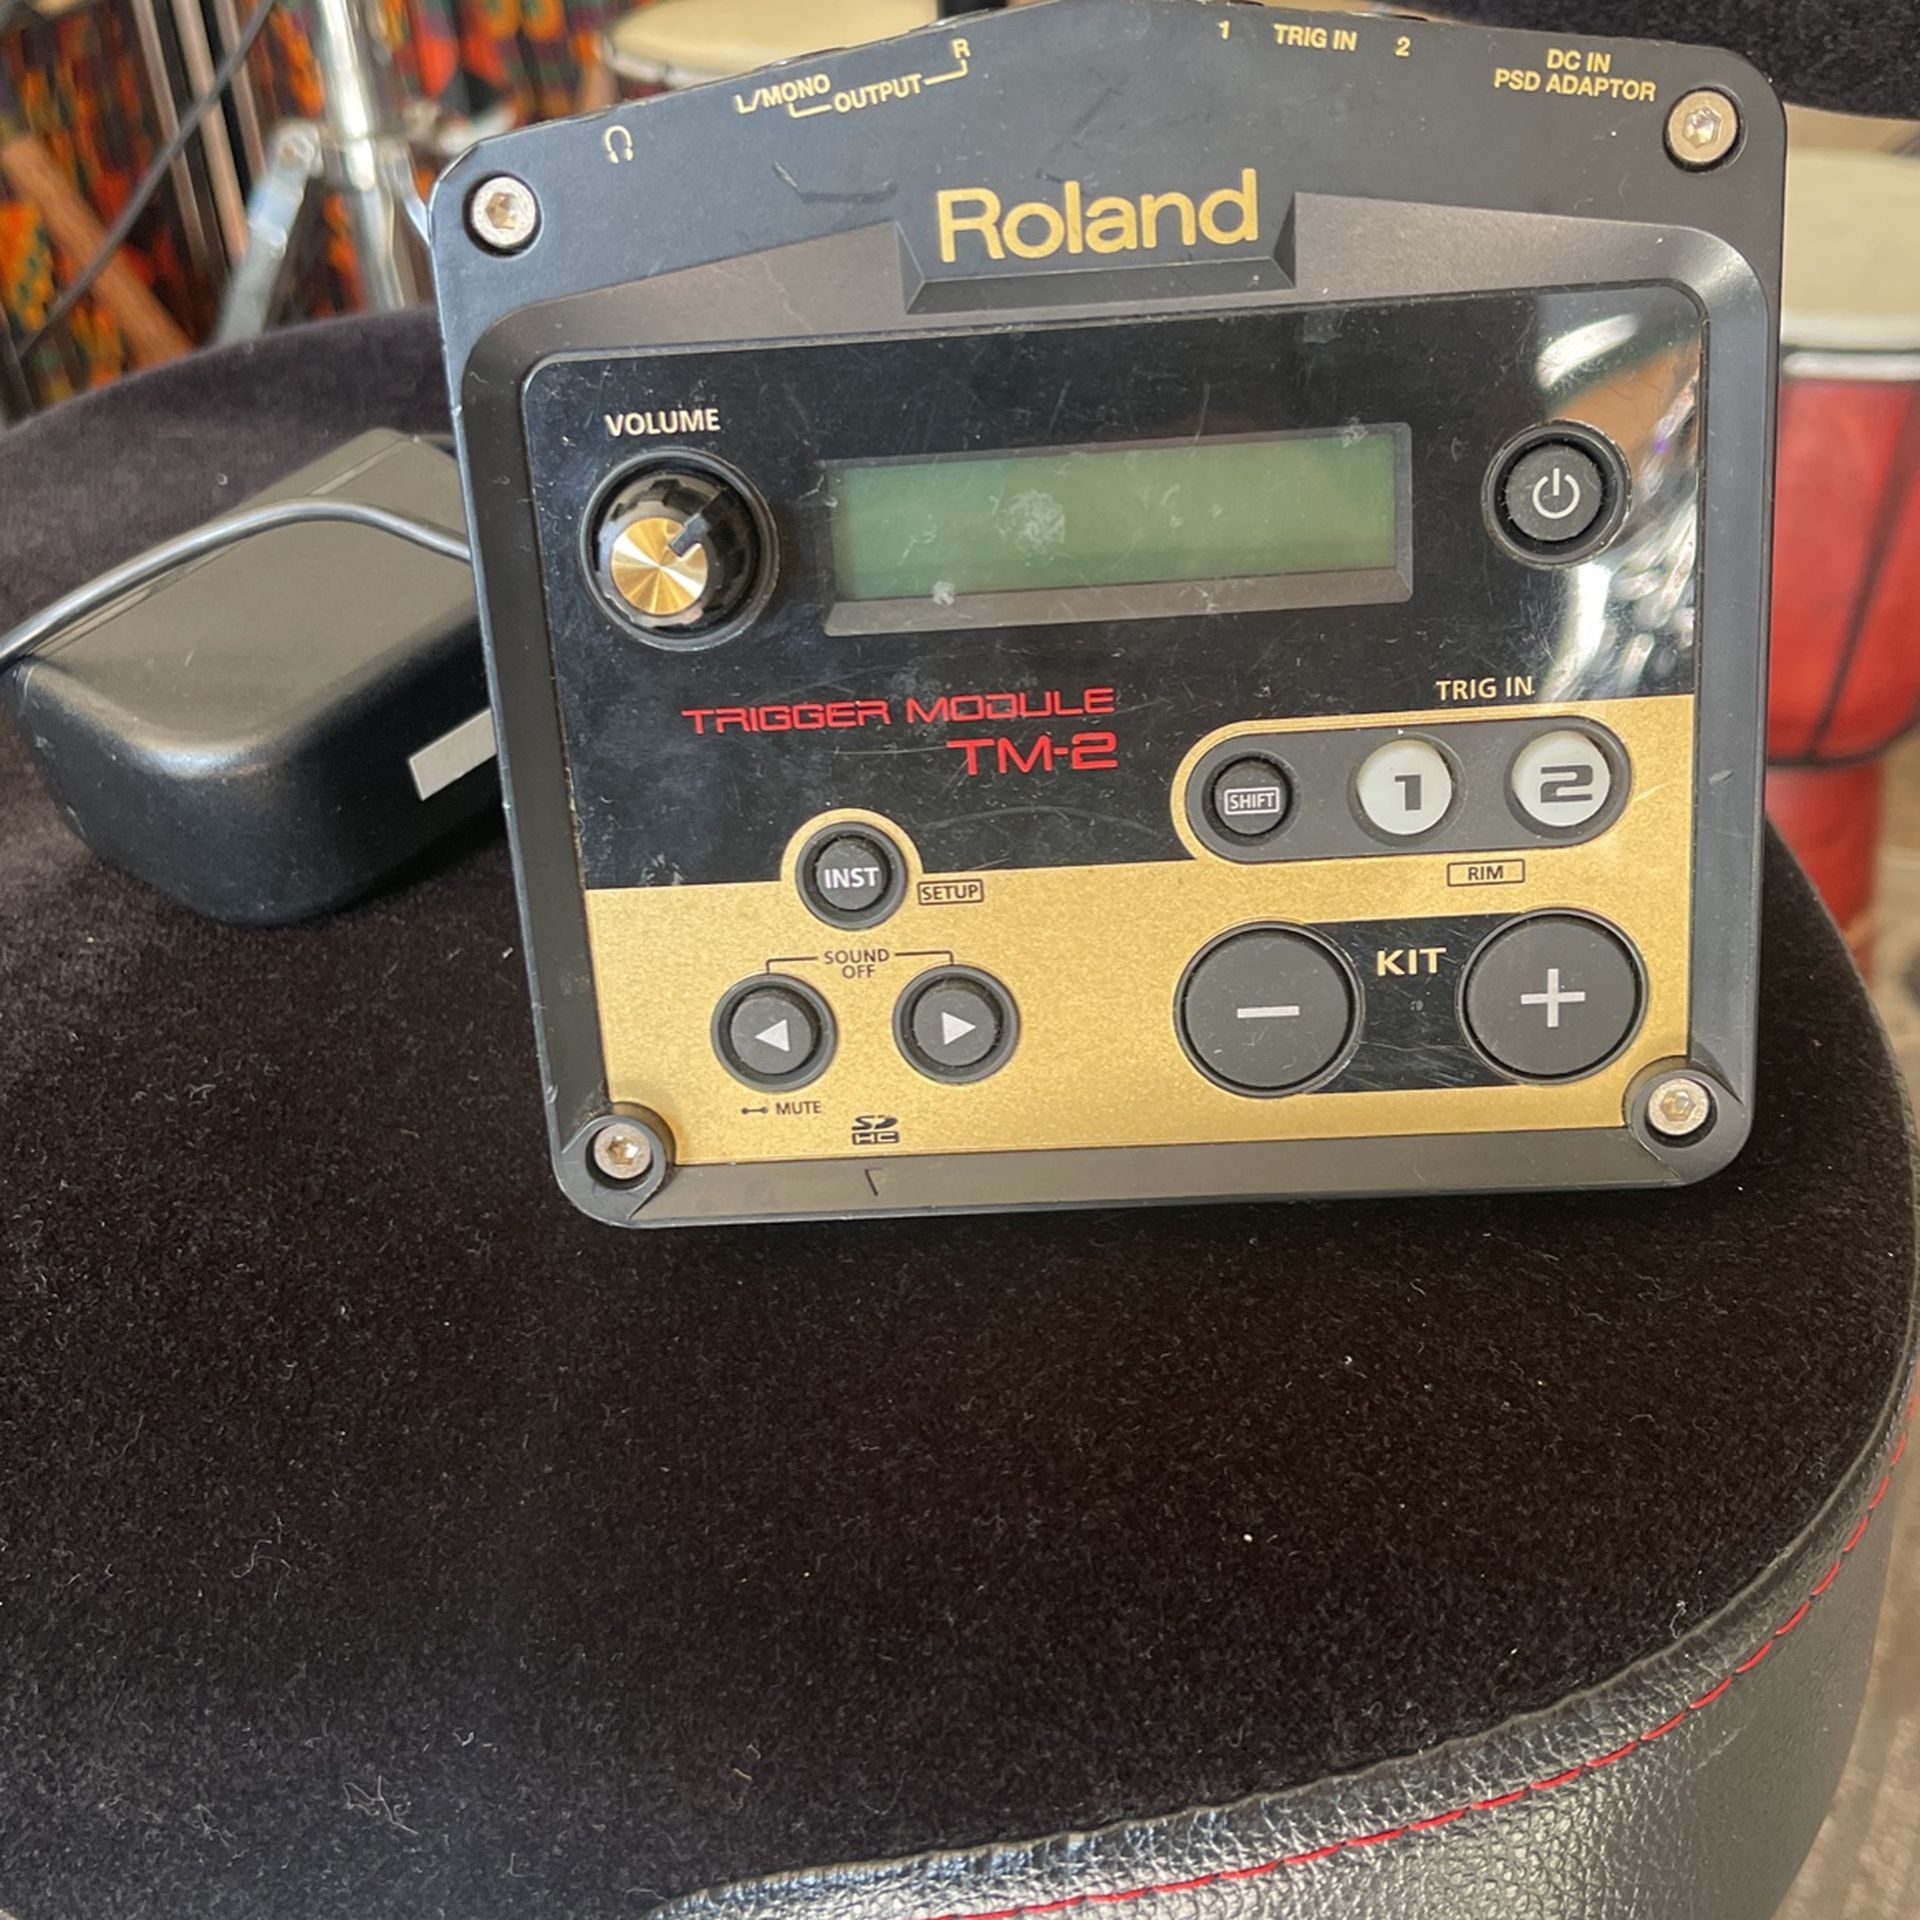 L/MONO OUTPUT R
1 TRIG IN 2
DC IN
PSD ADAPTOR
Roland
VOLUME
TRIGGER MODULE
TM-2
TRIG IN
SHIFT
1
2
RIM
INST
SETUP
SOUND
OFF
KIT
MUTE
SD
HC